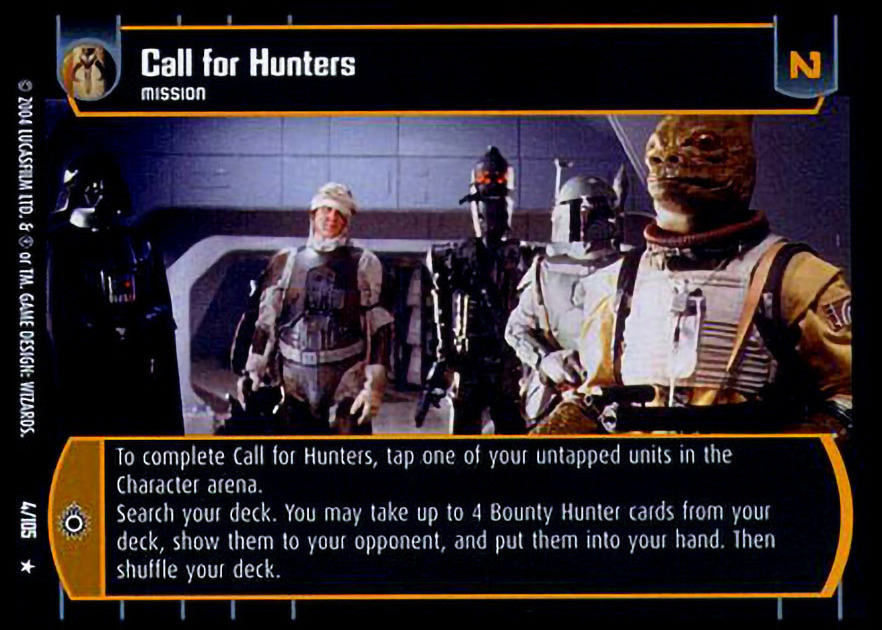 Call for Hunters
MISSION
N
© 2004 LUCASFILM LTD. & ® or TM. GAME DESIGN: WIZARDS.
4/105 ★
To complete Call for Hunters, tap one of your untapped units in the
Character arena.
Search your deck. You may take up to 4 Bounty Hunter cards from your
deck, show them to your opponent, and put them into your hand. Then
shuffle your deck.